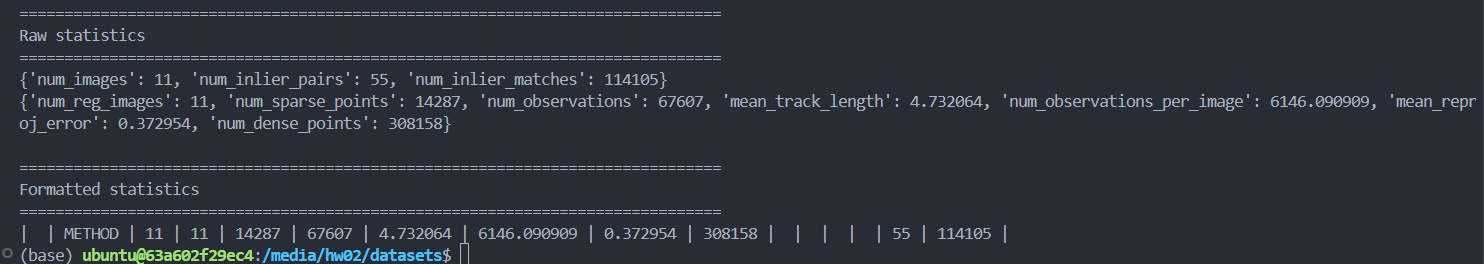 ==============================================================================
Raw statistics
==============================================================================
{'num_images': 11, 'num_inlier_pairs': 55, 'num_inlier_matches': 114105}
{'num_reg_images': 11, 'num_sparse_points': 14287, 'num_observations': 67607, 'mean_track_length': 4.732064, 'num_observations_per_image': 6146.090909, 'mean_repr
oj_error': 0.372954, 'num_dense_points': 308158}
==============================================================================
Formatted statistics
==============================================================================
|  | METHOD | 11 | 11 | 14287 | 67607 | 4.732064 | 6146.090909 | 0.372954 | 308158 |  |  |  |  | 55 | 114105 |
(base) ubuntu@63a602f29ec4:/media/hw02/datasets$